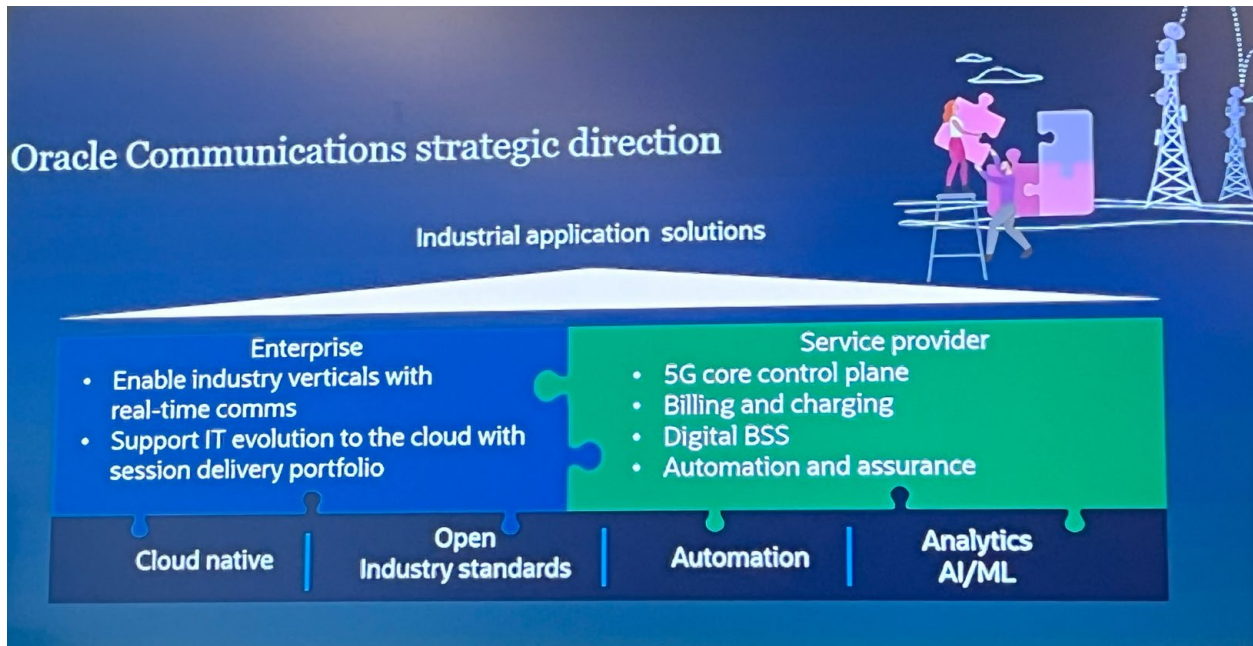 Oracle Communications strategic direction
Industrial application solutions
Enterprise
• Enable industry verticals with
real-time comms
• Support IT evolution to the cloud with
session delivery portfolio
Service provider
• 5G core control plane
• Billing and charging
• Digital BSS
• Automation and assurance
Cloud native
Open
Industry standards
Automation
Analytics
AI/ML